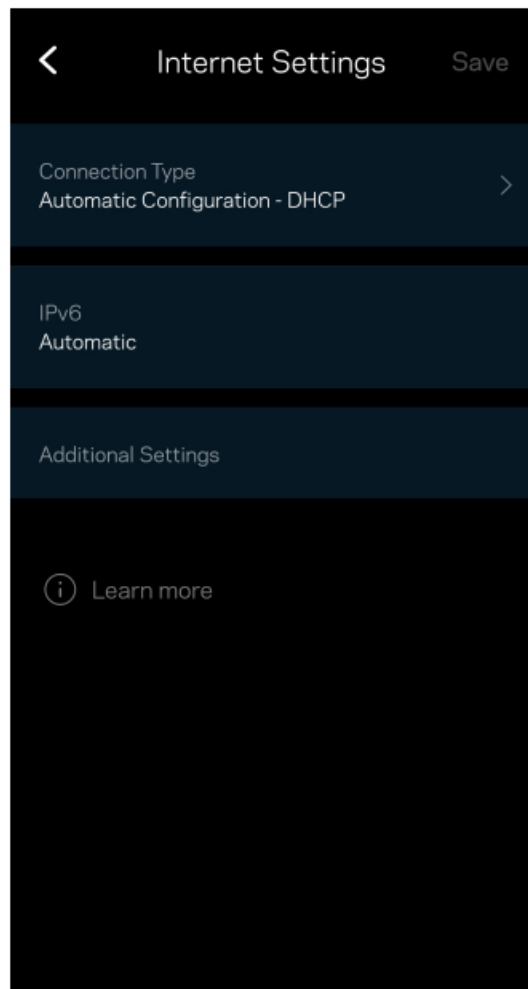 Internet Settings
Save
Connection Type
Automatic Configuration - DHCP
IPv6
Automatic
Additional Settings
Learn more